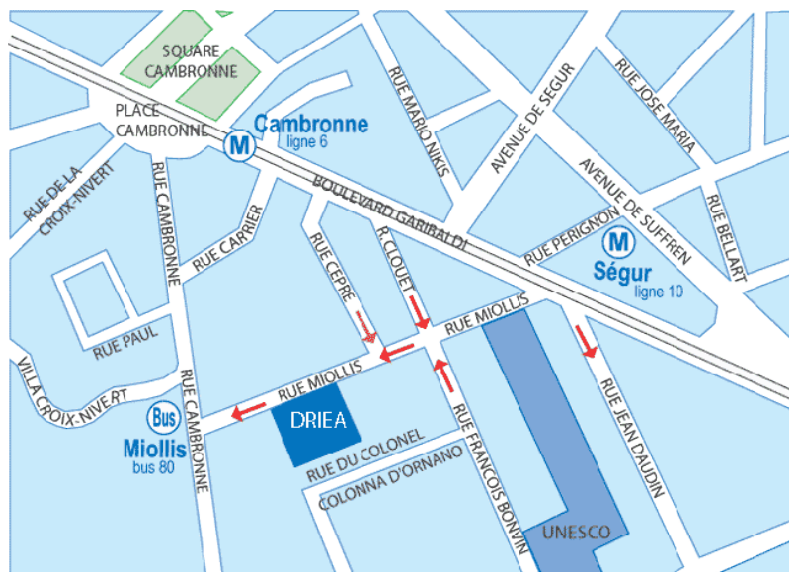 SQUARE
CAMBRONNE
PLACE
CAMBRONNE
M
Cambronne
ligne 6
RUE MARIO NIKIS
AVENUE DE SEGUR
RUE JOSE MARIA
AVENUE DE SUFFREN
RUE BELLART
RUE DE LA
CROIX-NIVERT
RUE CAMBRONNE
RUE CARRIER
BOULEVARD GARIBALDI
RUE CEPRE
R. CLOUET
RUE PERIGNON
M
Ségur
ligne 10
RUE PAUL
RUE MIOLLIS
VILLA CROIX-NIVERT
RUE CAMBRONNE
RUE MIOLLIS
Bus
Miollis
bus 80
DRIEA
RUE DU COLONEL
COLONNA D'ORNANO
RUE FRANCOIS BONVIN
RUE JEAN DAUDIN
UNESCO